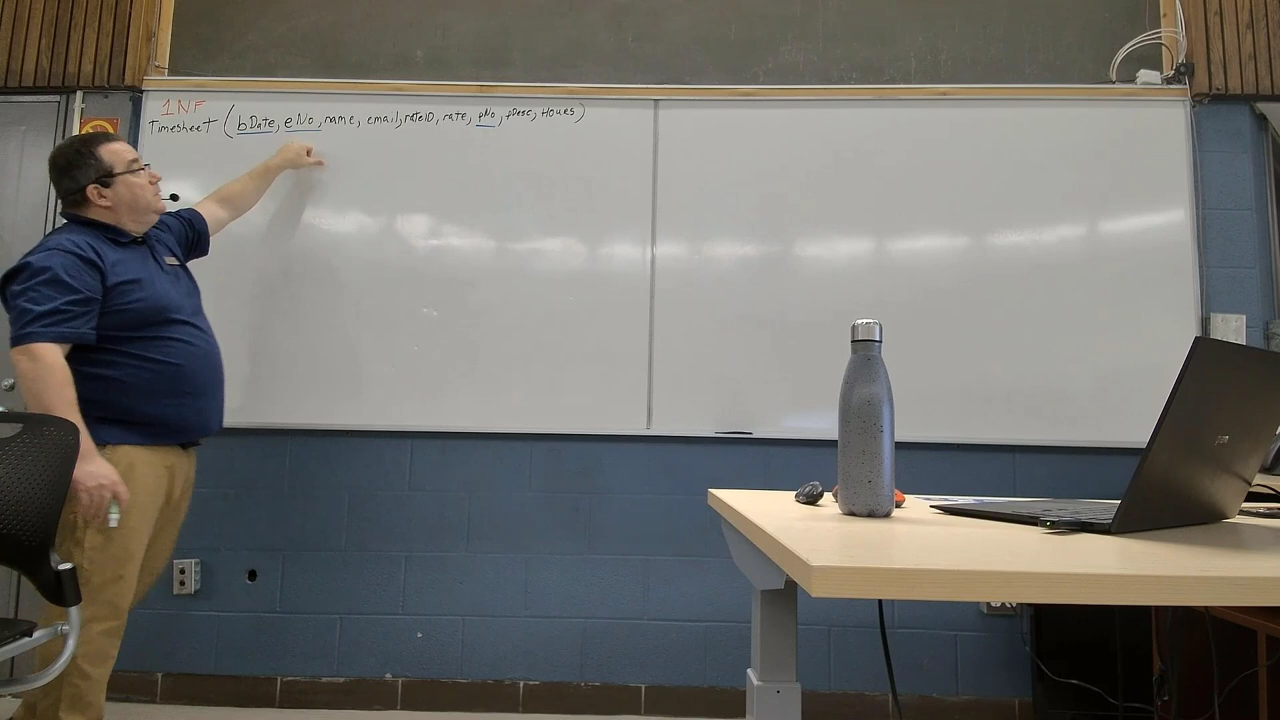 1NF
Timesheet (bDate, eNo, name, email, rateID, rate, pNo, pDesc, Hours)